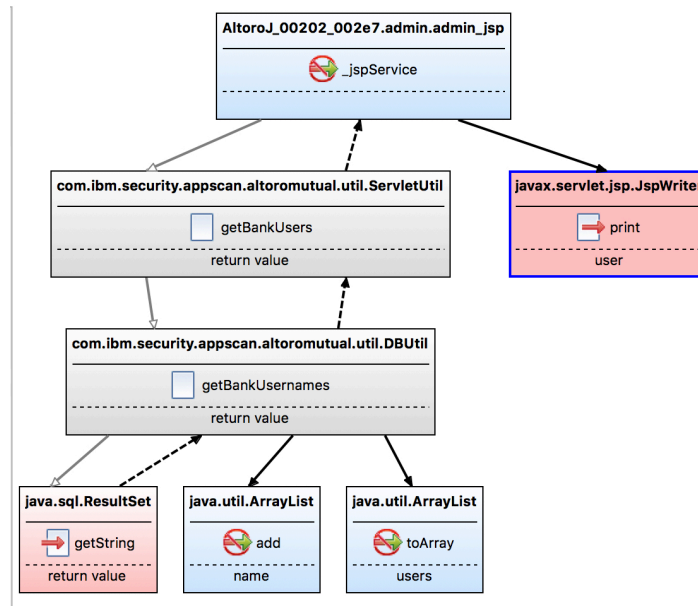 AltoroJ_00202_002e7.admin.admin_jsp
_jspService
com.ibm.security.appscan.altoromutual.util.ServletUtil
getBankUsers
return value
javax.servlet.jsp.JspWriter
print
user
com.ibm.security.appscan.altoromutual.util.DBUtil
getBankUsernames
return value
java.sql.ResultSet
getString
return value
java.util.ArrayList
add
name
java.util.ArrayList
toArray
users